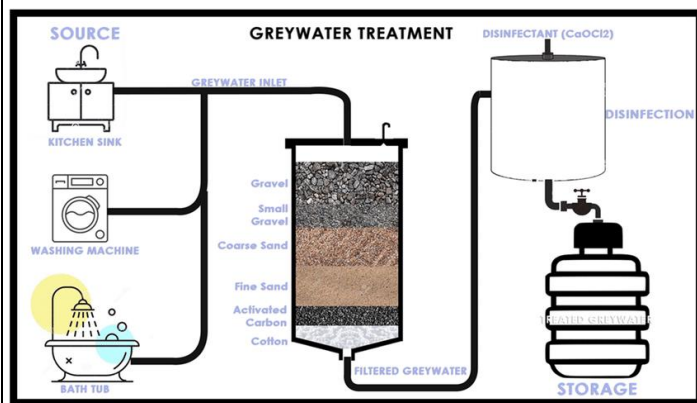 SOURCE
GREYWATER TREATMENT
DISINFECTANT (CaOCl2)
GREYWATER INLET
KITCHEN SINK
DISINFECTION
Gravel
Small
Gravel
Coarse Sand
WASHING MACHINE
Fine Sand
Activated
Carbon
Cotton
TREATED GREYWATER
FILTERED GREYWATER
BATH TUB
STORAGE